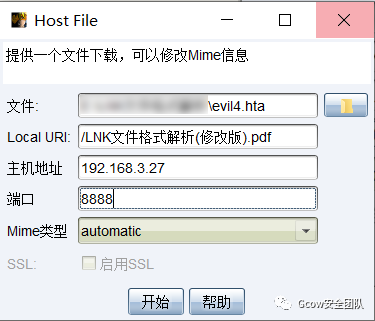 Host File
提供一个文件下载，可以修改Mime信息
文件: \evil4.hta
Local URI: /LNK文件格式解析(修改版).pdf
主机地址 192.168.3.27
端口 8888
Mime类型 automatic
SSL: 启用SSL
开始 帮助
Gcow安全团队